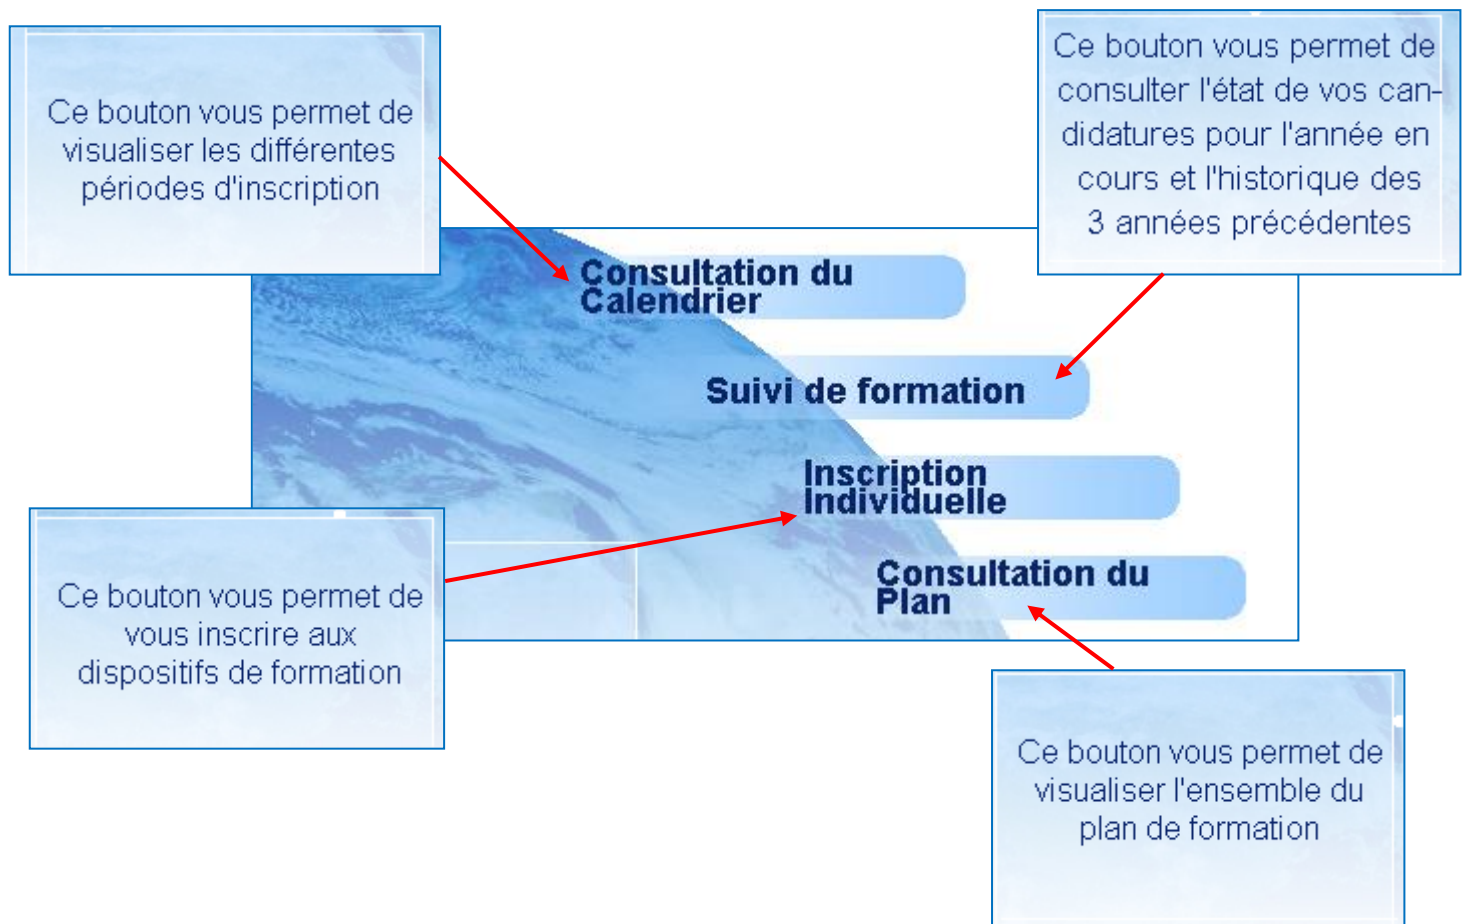 Ce bouton vous permet de
visualiser les différentes
périodes d'inscription
Ce bouton vous permet de
consulter l'état de vos can-
didatures pour l'année en
cours et l'historique des
3 années précédentes
Consultation du
Calendrier
Suivi de formation
Inscription
Individuelle
Consultation du
Plan
Ce bouton vous permet de
vous inscrire aux
dispositifs de formation
Ce bouton vous permet de
visualiser l'ensemble du
plan de formation